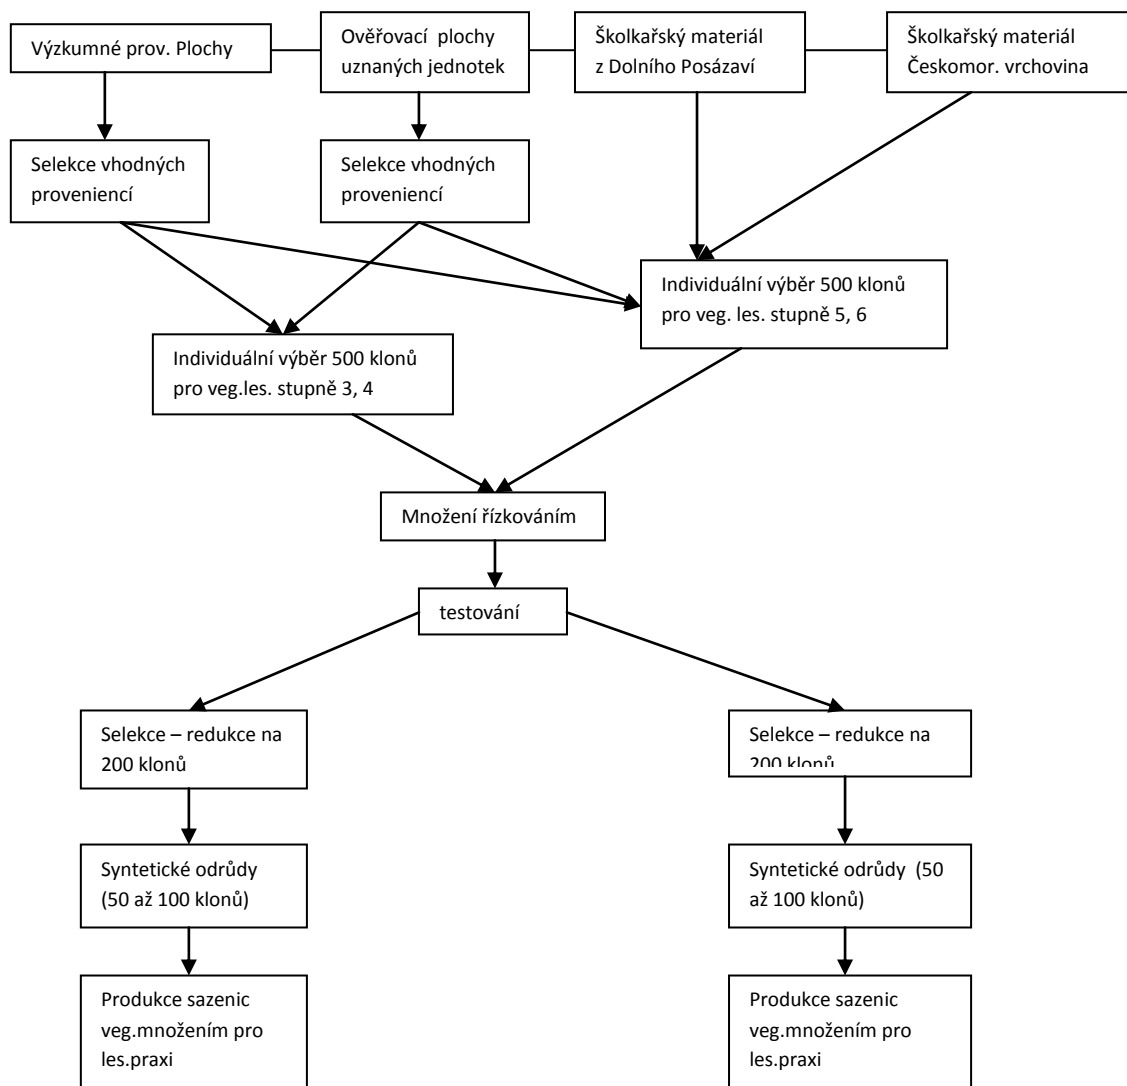 Výzkumné prov. Plochy
Ověřovací plochy
uznaných jednotek
Školkařský materiál
z Dolního Posázaví
Školkařský materiál
Českomor. vrchovina
Selekce vhodných
proveniencí
Selekce vhodných
proveniencí
Individuální výběr 500 klonů
pro veg. les. stupně 5, 6
Individuální výběr 500 klonů
pro veg.les. stupně 3, 4
Množení řízkováním
testování
Selekce – redukce na
200 klonů
Selekce – redukce na
200 klonů
Syntetické odrůdy
(50 až 100 klonů)
Syntetické odrůdy (50
až 100 klonů)
Produkce sazenic
veg.množením pro
les.praxi
Produkce sazenic
veg.množením pro
les.praxi